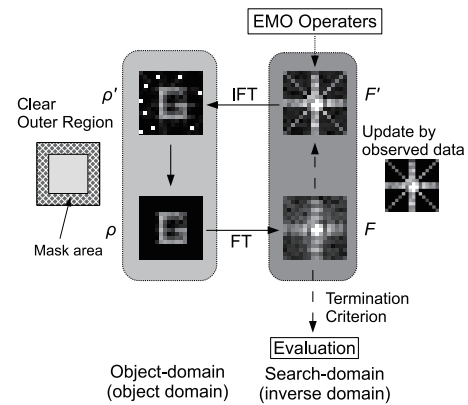 EMO Operaters
ρ'
IFT
F'
Clear
Outer Region
Update by
observed data
Mask area
ρ
FT
F
Termination
Criterion
Evaluation
Object-domain
(object domain)
Search-domain
(inverse domain)